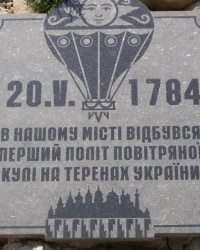 20.V. 1784
В НАШОМУ МІСТІ ВІДБУВСЯ
ПЕРШИЙ ПОЛІТ ПОВІТРЯНОЇ
КУЛІ НА ТЕРЕНАХ УКРАЇНИ